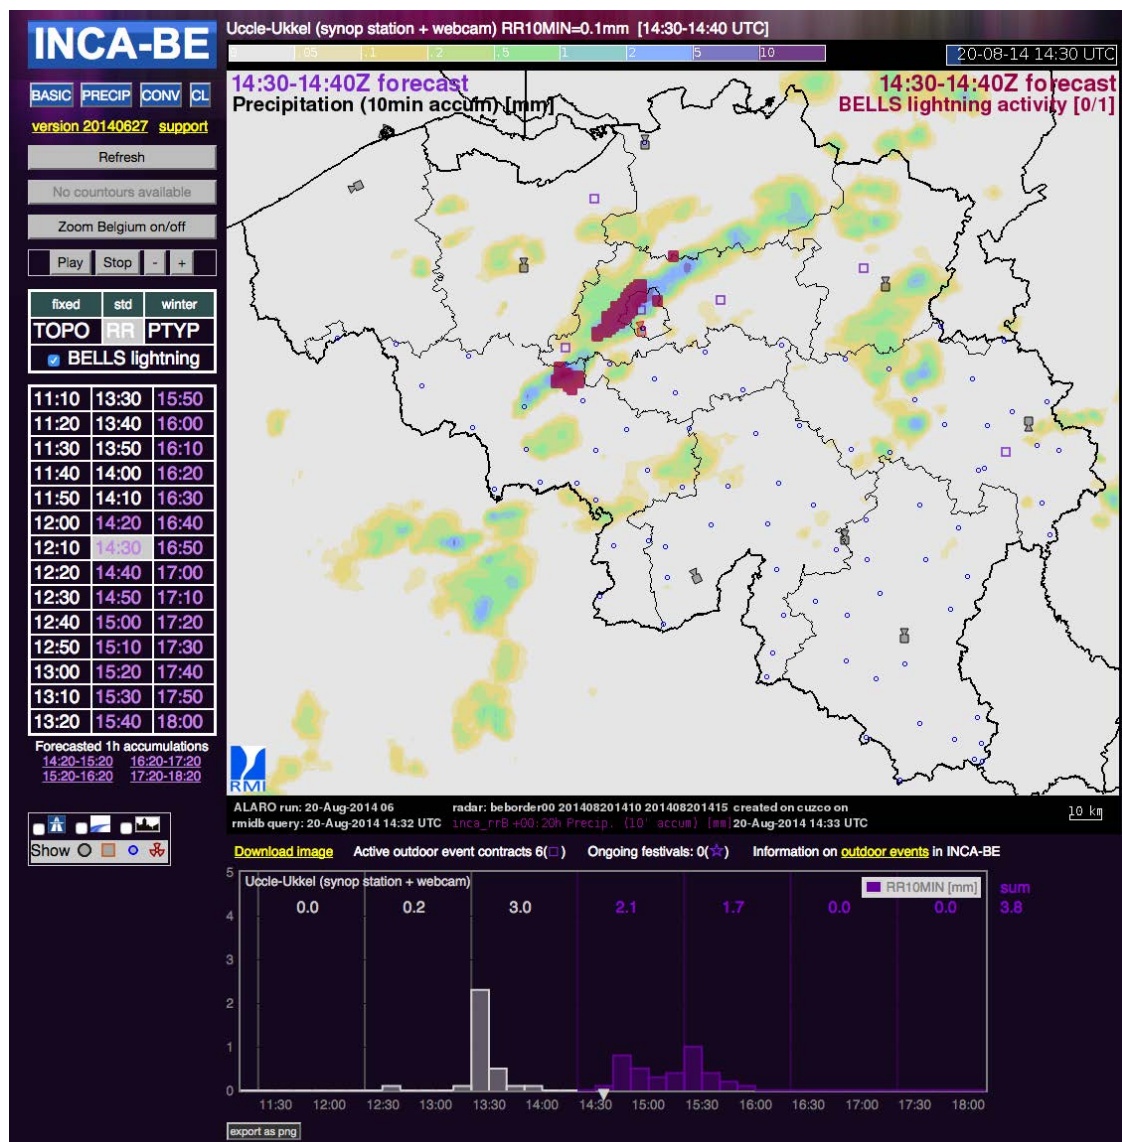 INCA-BE
BASIC PRECIP CONV CL
version 20140627 support
Refresh
No countours available
Zoom Belgium on/off
Play Stop - +
fixed std winter
TOPO RR PTYP
BELLS lightning
11:10 13:30 15:50
11:20 13:40 16:00
11:30 13:50 16:10
11:40 14:00 16:20
11:50 14:10 16:30
12:00 14:20 16:40
12:10 14:30 16:50
12:20 14:40 17:00
12:30 14:50 17:10
12:40 15:00 17:20
12:50 15:10 17:30
13:00 15:20 17:40
13:10 15:30 17:50
13:20 15:40 18:00
Forecasted 1h accumulations
14:20-15:20 16:20-17:20
15:20-16:20 17:20-18:20
Show
Uccle-Ukkel (synop station + webcam) RR10MIN=0.1mm [14:30-14:40 UTC]
.05 .1 .2 .5 1 2 5 10
20-08-14 14:30 UTC
14:30-14:40Z forecast
Precipitation (10min accum) [mm]
14:30-14:40Z forecast
BELLS lightning activity [0/1]
RMI
ALARO run: 20-Aug-2014 06 radar: beborder00 201408201410 201408201415 created on cuzco on
rmidb query: 20-Aug-2014 14:32 UTC inca_rrB +00:20h Precip. (10' accum) [mm] 20-Aug-2014 14:33 UTC
10 km
Download image Active outdoor event contracts 6( ) Ongoing festivals: 0( ) Information on outdoor events in INCA-BE
Uccle-Ukkel (synop station + webcam)
RR10MIN [mm]
sum
0.0 0.2 3.0 2.1 1.7 0.0 0.0 3.8
5
4
3
2
1
0
11:30 12:00 12:30 13:00 13:30 14:00 14:30 15:00 15:30 16:00 16:30 17:00 17:30 18:00
export as png